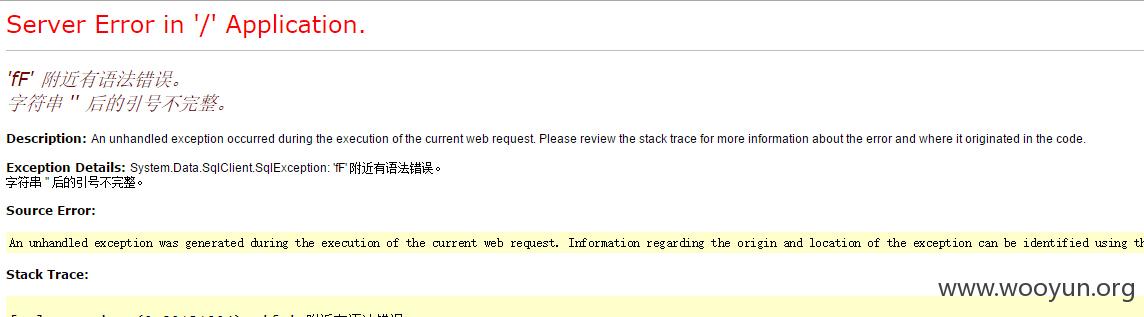 Server Error in '/' Application.
'fF' 附近有语法错误。
字符串 '' 后的引号不完整。
Description: An unhandled exception occurred during the execution of the current web request. Please review the stack trace for more information about the error and where it originated in the code.
Exception Details: System.Data.SqlClient.SqlException: 'fF' 附近有语法错误。
字符串 '' 后的引号不完整。
Source Error:
An unhandled exception was generated during the execution of the current web request. Information regarding the origin and location of the exception can be identified using
Stack Trace:
www.wooyun.org